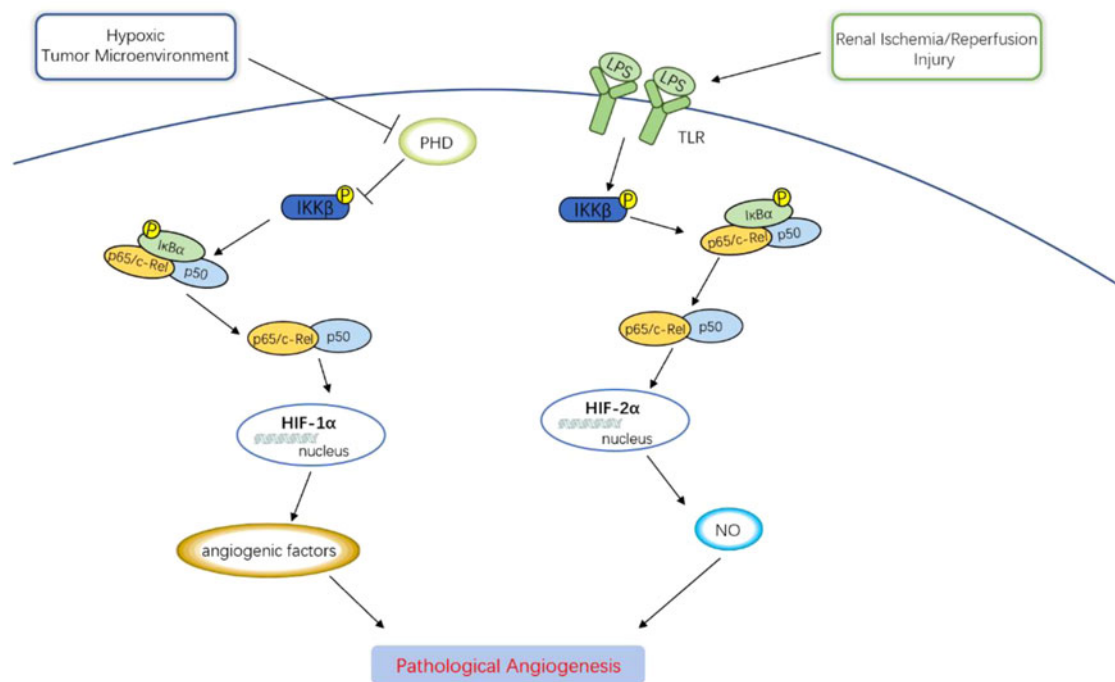 Hypoxic
Tumor Microenvironment
Renal Ischemia/Reperfusion
Injury
LPS
LPS
TLR
PHD
P
IKKβ
P
IKKβ
P
IκBα
p65/c-Rel
p50
P
IκBα
p65/c-Rel
p50
p65/c-Rel
p50
p65/c-Rel
p50
HIF-1α
nucleus
HIF-2α
nucleus
angiogenic factors
NO
Pathological Angiogenesis